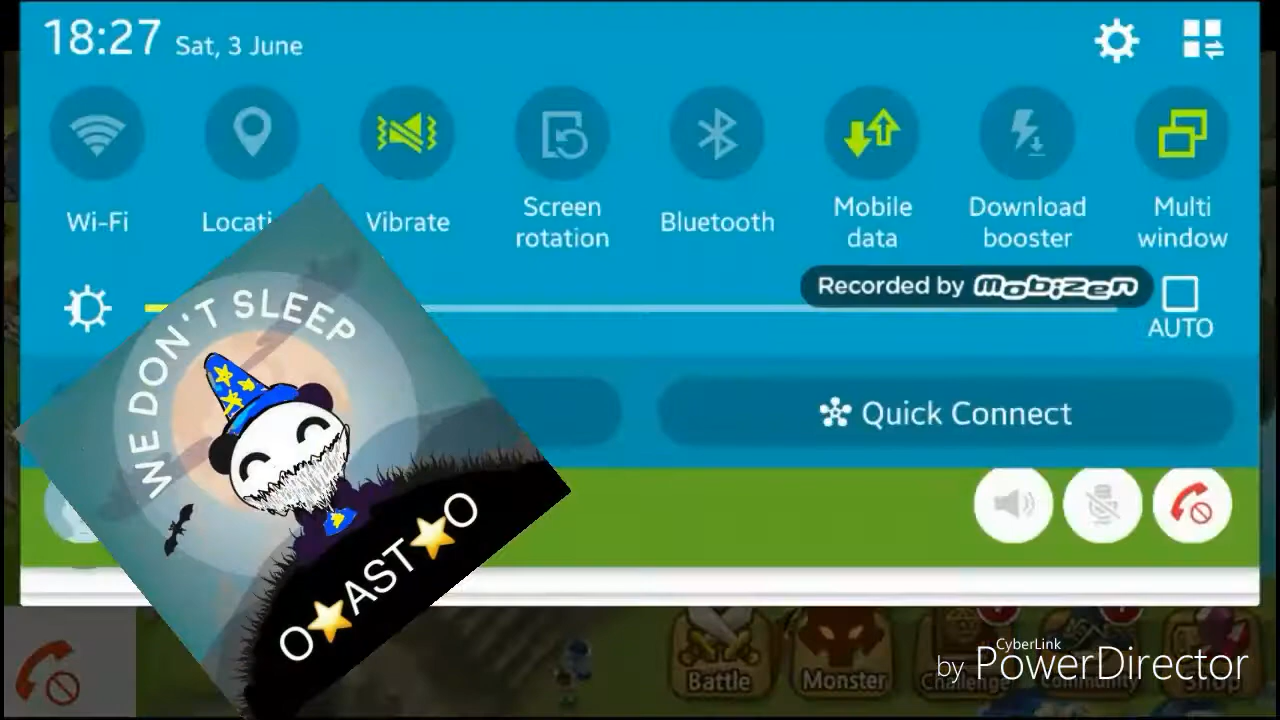 18:27 Sat, 3 June
Wi-Fi
Locati
Vibrate
Screen
rotation
Bluetooth
Mobile
data
Download
booster
Multi
window
Recorded by mobizen
AUTO
WE DON'T SLEEP
Quick Connect
O⭐AST⭐O
Battle
Monster
Challenge
Community
Shop
CyberLink
by PowerDirector